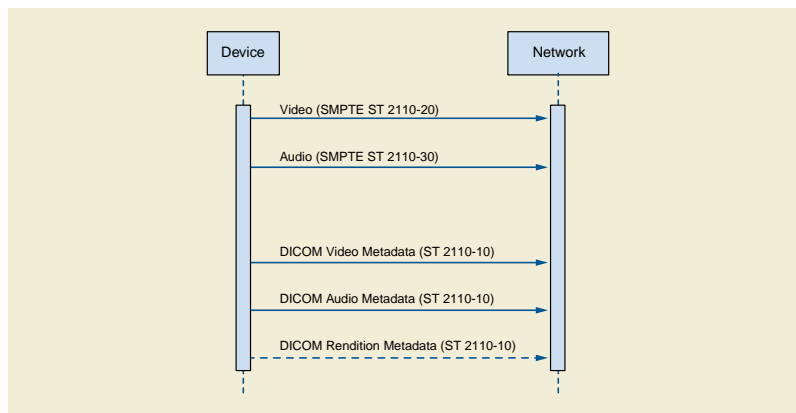 Device
Network
Video (SMPTE ST 2110-20)
Audio (SMPTE ST 2110-30)
DICOM Video Metadata (ST 2110-10)
DICOM Audio Metadata (ST 2110-10)
DICOM Rendition Metadata (ST 2110-10)